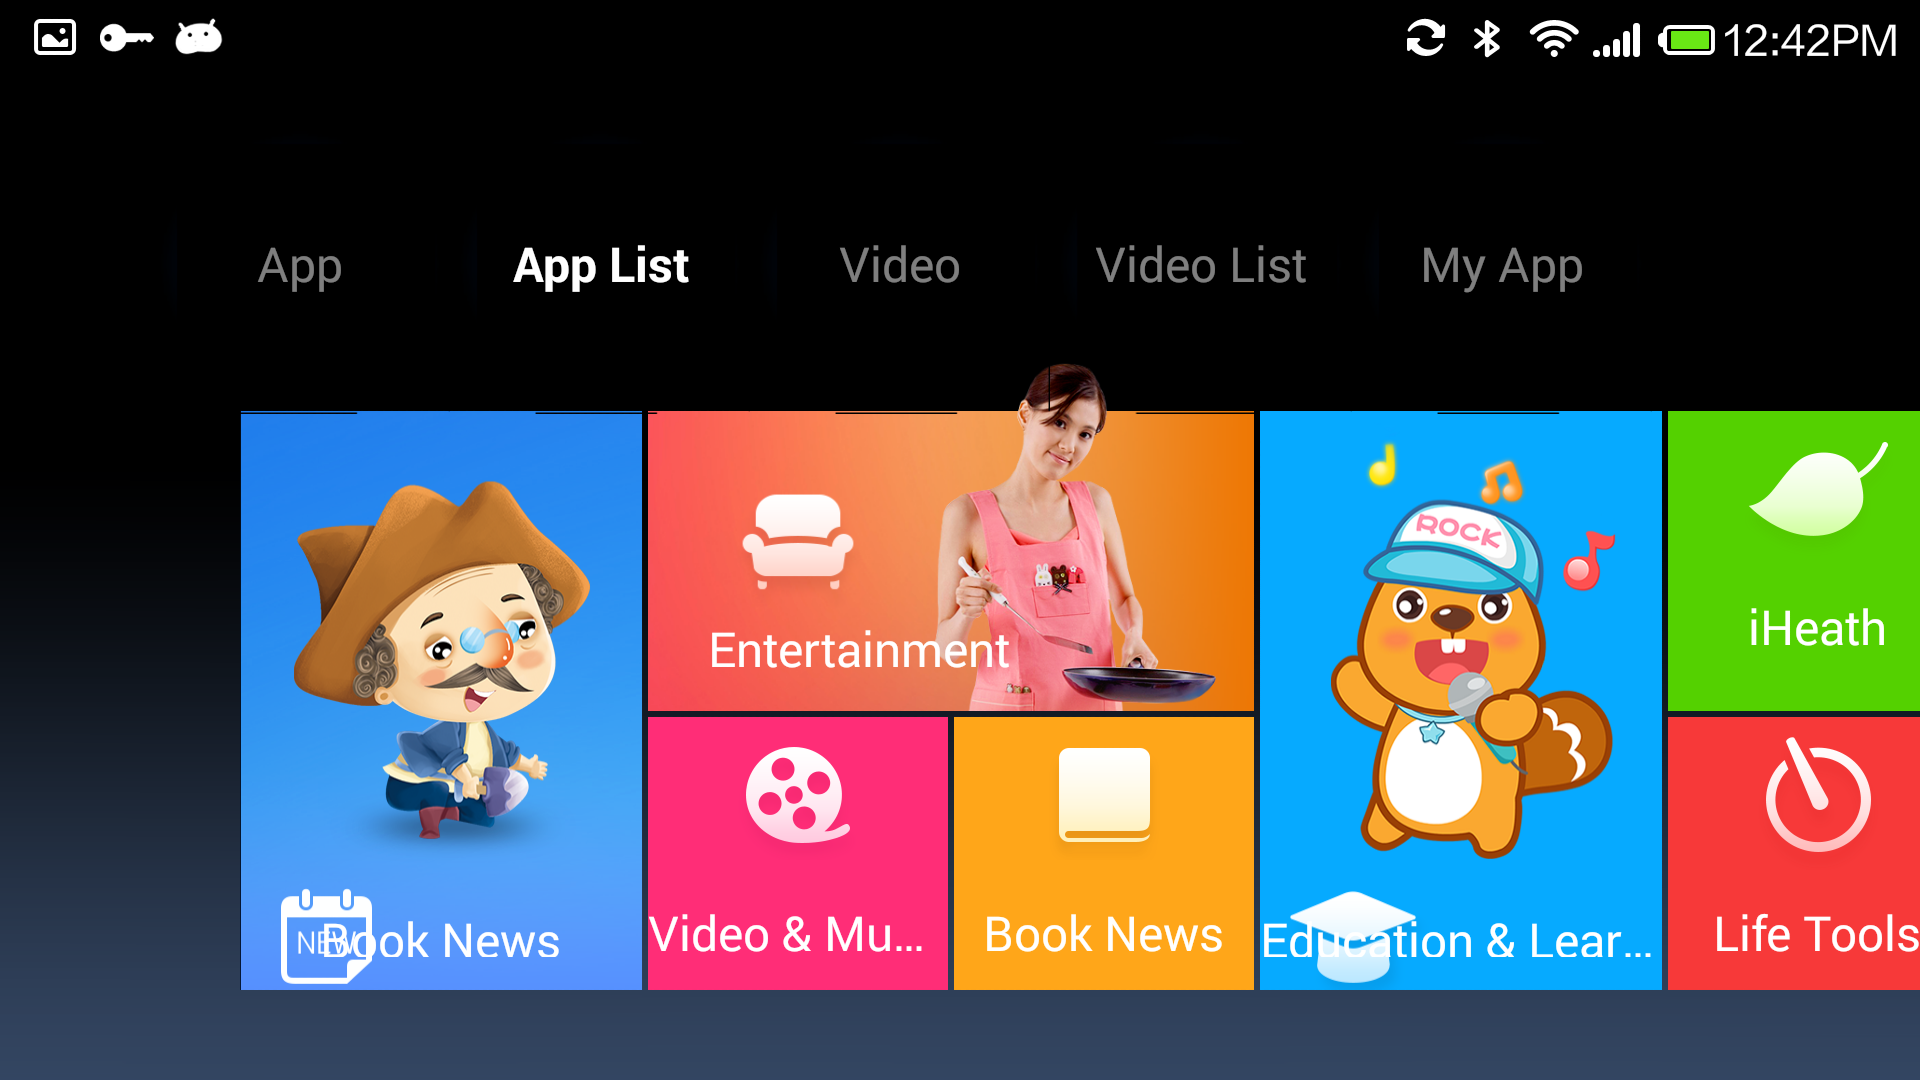 12:42PM
App
App List
Video
Video List
My App
ROCK
Entertainment
iHeath
NEW
Book News
Video & Mu...
Book News
Education & Lear...
Life Tools